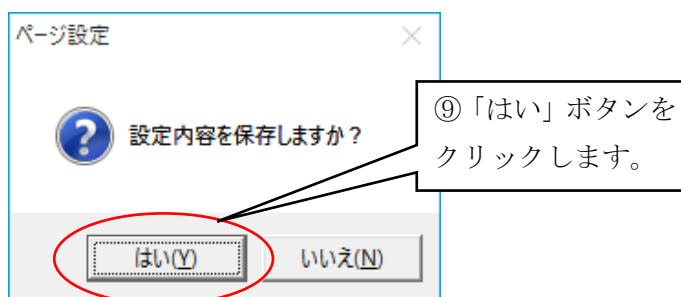 ページ設定
設定内容を保存しますか？
⑨「はい」ボタンを
クリックします。
はい(Y)
いいえ(N)